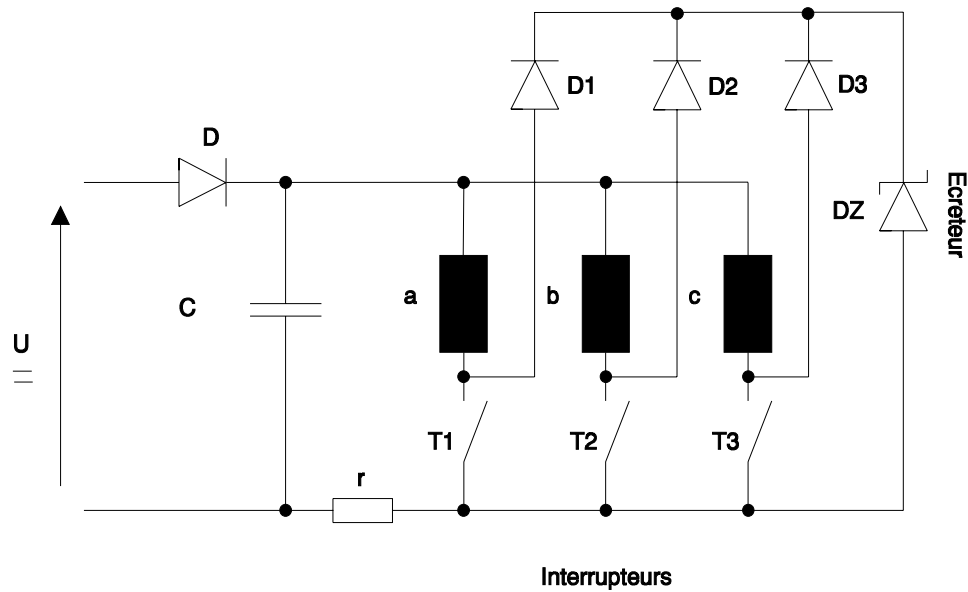 D1
D2
D3
D
DZ
Ecreteur
C
a
b
c
U
=
T1
T2
T3
r
Interrupteurs